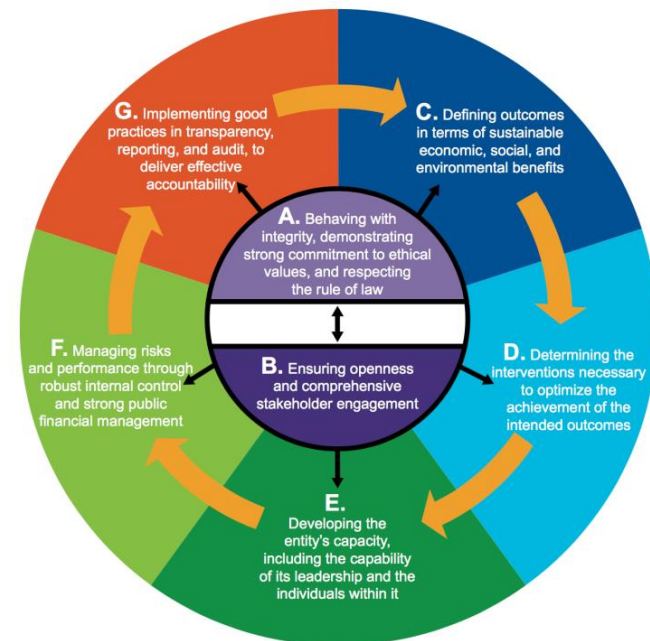 G. Implementing good
practices in transparency,
reporting, and audit, to
deliver effective
accountability
C. Defining outcomes
in terms of sustainable
economic, social, and
environmental benefits
A. Behaving with
integrity, demonstrating
strong commitment to ethical
values, and respecting
the rule of law
F. Managing risks
and performance through
robust internal control
and strong public
financial management
B. Ensuring openness
and comprehensive
stakeholder engagement
D. Determining the
interventions necessary
to optimize the
achievement of the
intended outcomes
E.
Developing the
entity's capacity,
including the capability
of its leadership and the
individuals within it